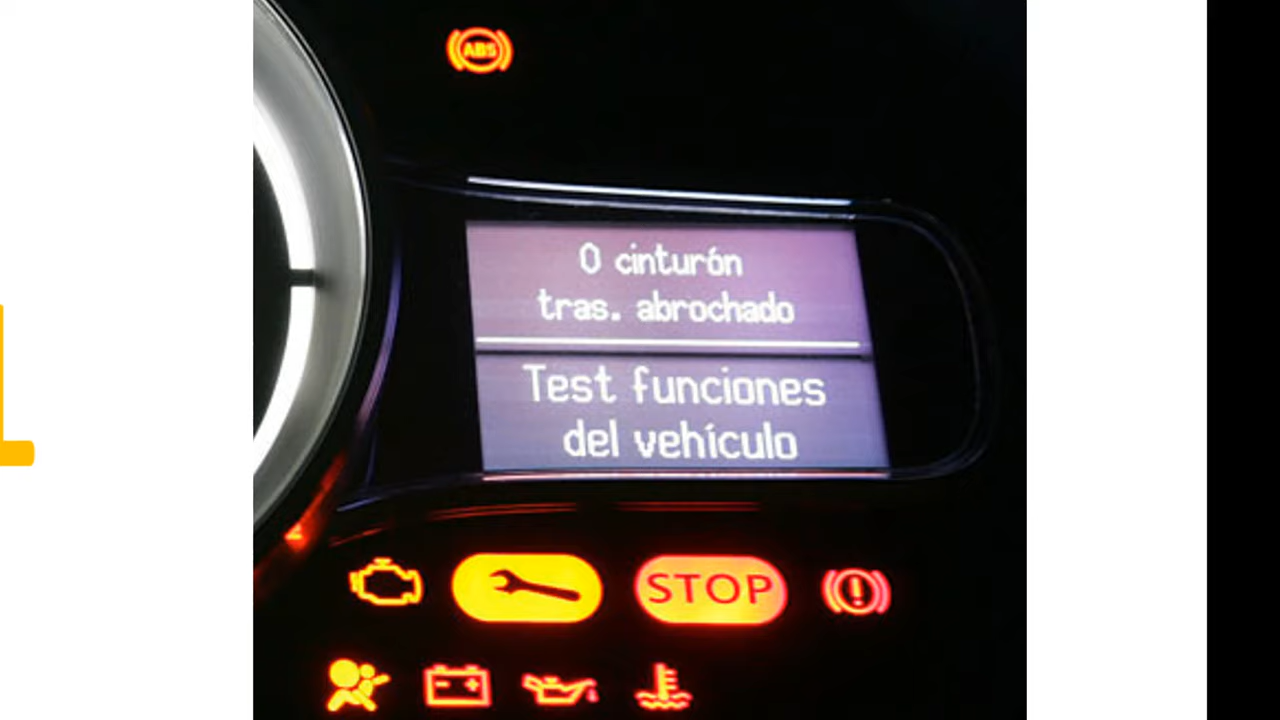 ABS
0 cinturón
tras. abrochado
Test funciones
del vehículo
STOP